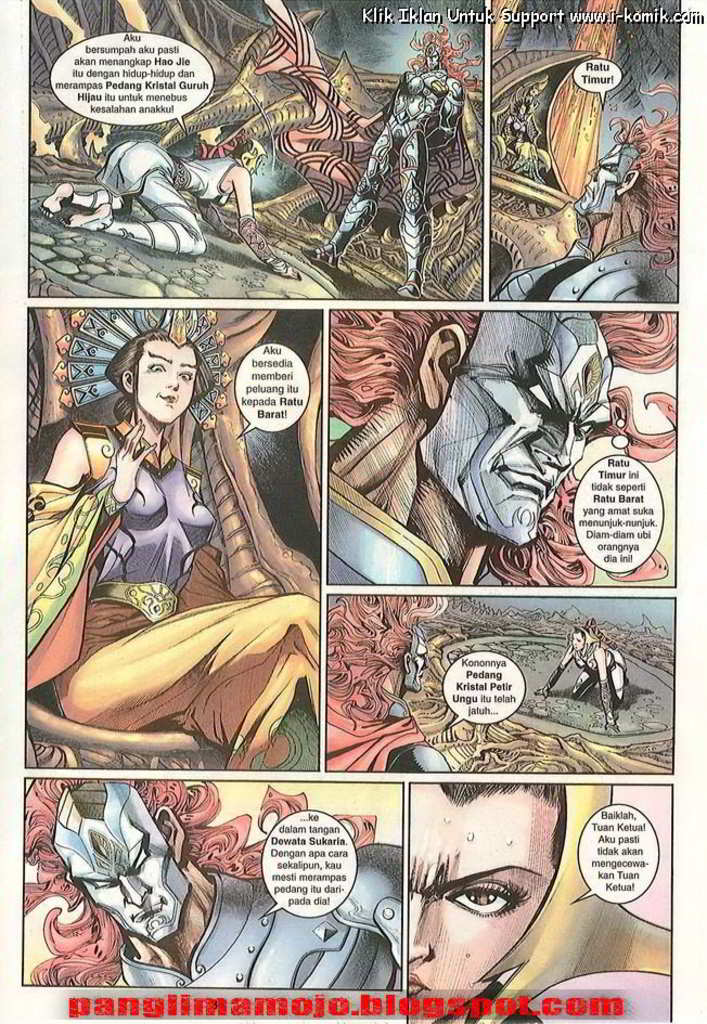 Klik Iklan Untuk Support www.i-komik.com
Aku
bersumpah aku pasti
akan menangkap Hao Jie
itu dengan hidup-hidup dan
merampas Pedang Kristal Guruh
Hijau itu untuk menebus
kesalahan anakku!
Ratu
Timur!
Aku
bersedia
memberi
peluang itu
kepada Ratu
Barat!
Ratu
Timur ini
tidak seperti
Ratu Barat
yang amat suka
menunjuk-nunjuk.
Diam-diam ubi
orangnya
dia ini!
Kononnya
Pedang
Kristal Petir
Ungu itu telah
jatuh...
...ke
dalam tangan
Dewata Sukaria.
Dengan apa cara
sekalipun, kau
mesti merampas
pedang itu dari-
pada dia!
Baiklah,
Tuan Ketua!
Aku pasti
tidak akan
mengecewa-
kan Tuan
Ketua!
panglimamojo.blogspot.com